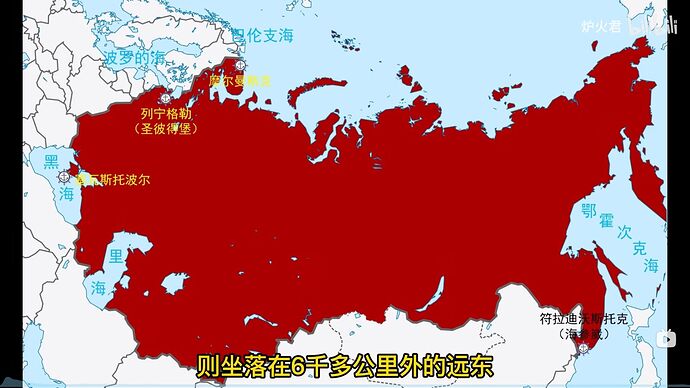 炉火君 bilibili
巴伦支海
波罗的海
摩尔曼斯克
列宁格勒
（圣彼得堡）
黑
海
塞瓦斯托波尔
里
海
鄂
霍
次
克
海
符拉迪沃斯托克
（海参崴）
则坐落在6千多公里外的远东